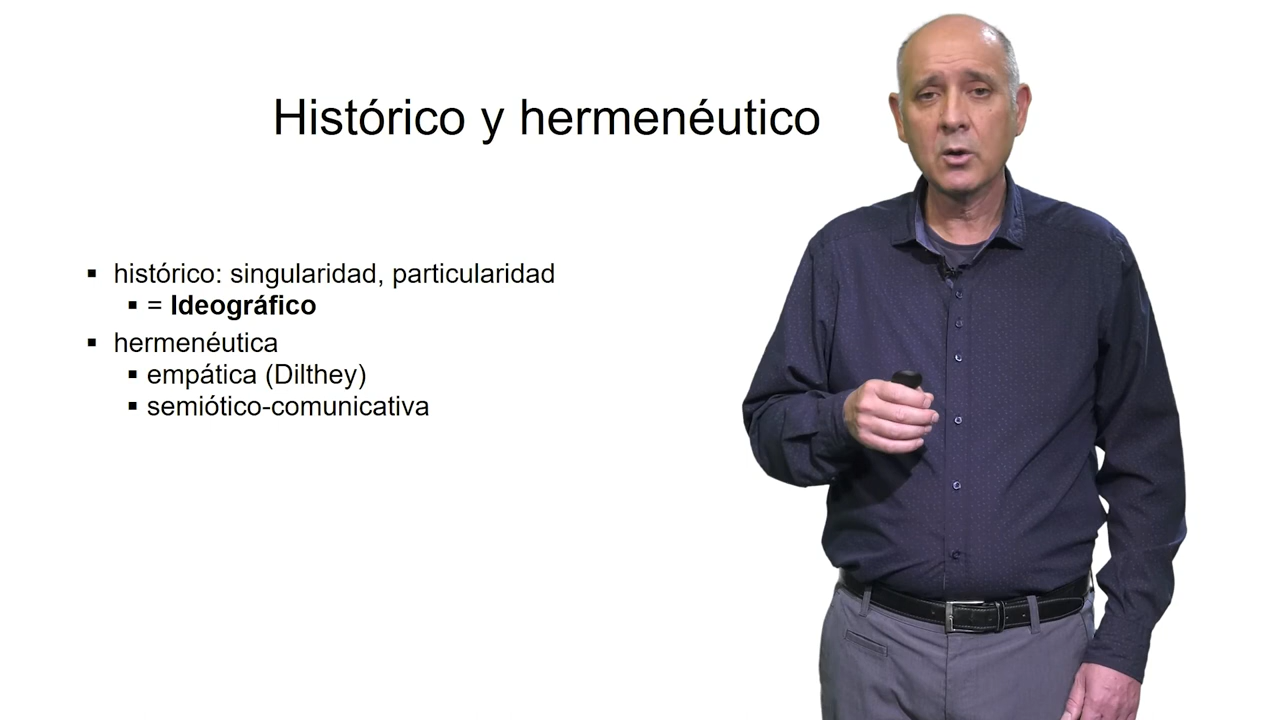 Histórico y hermenéutico
▪ histórico: singularidad, particularidad
▪ = Ideográfico
▪ hermenéutica
▪ empática (Dilthey)
▪ semiótico-comunicativa